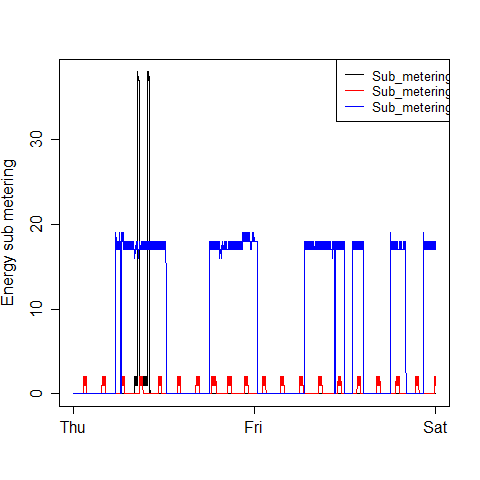 Sub_metering
Sub_metering
Sub_metering
Energy sub metering
30
20
10
0
Thu Fri Sat